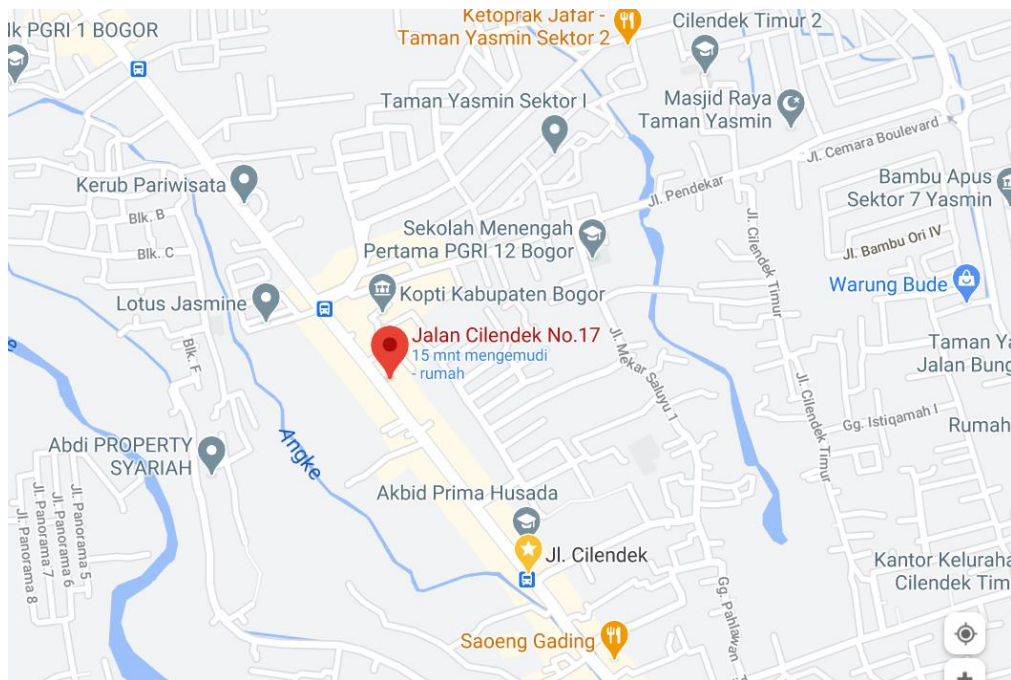 Ketoprak Jafar -
Taman Yasmin Sektor 2
Cilendek Timur 2
lk PGRI 1 BOGOR
Taman Yasmin Sektor I
Masjid Raya
Taman Yasmin
Jl. Cemara Boulevard
Kerub Pariwisata
Blk. B
Jl. Pendekar
Bambu Apus
Sektor 7 Yasmin
Sekolah Menengah
Pertama PGRI 12 Bogor
Jl. Cilendek Timur
Jl. Bambu Ori IV
Blk. C
Lotus Jasmine
Kopti Kabupaten Bogor
Warung Bude
Jalan Cilendek No.17
15 mnt mengemudi
- rumah
Blk. F
Jl. Mekar Saluyu 1
Taman Ya
Jalan Bung
Jl. Cilendek Timur
Gg. Istiqamah I
Rumah
Abdi PROPERTY
SYARIAH
Angke
e
Jl. Panorama 5
Jl. Panorama 6
Jl. Panorama 7
Jl. Panorama 8
Akbid Prima Husada
Jl. Cilendek
Kantor Keluraha
Cilendek Tim
Gg. Pahlawan
Saoeng Gading